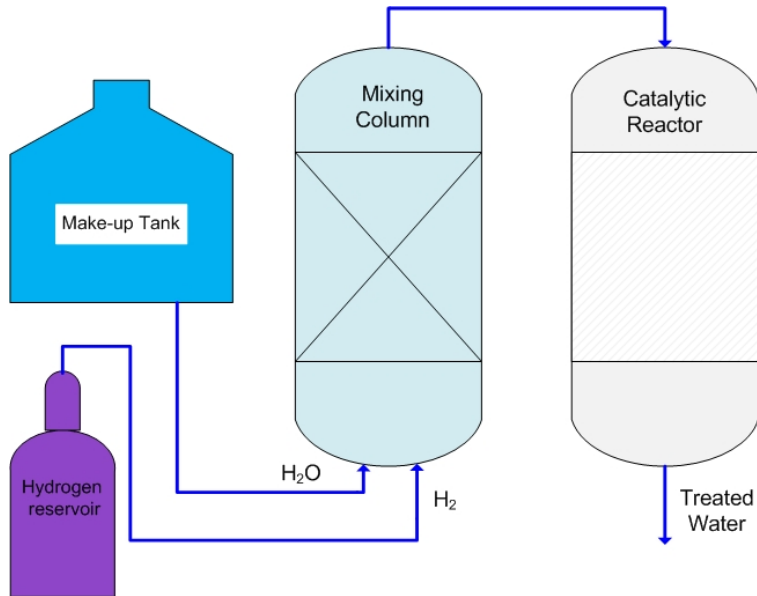 Mixing
Column
Catalytic
Reactor
Make-up Tank
Hydrogen
reservoir
H₂O
H₂
Treated
Water